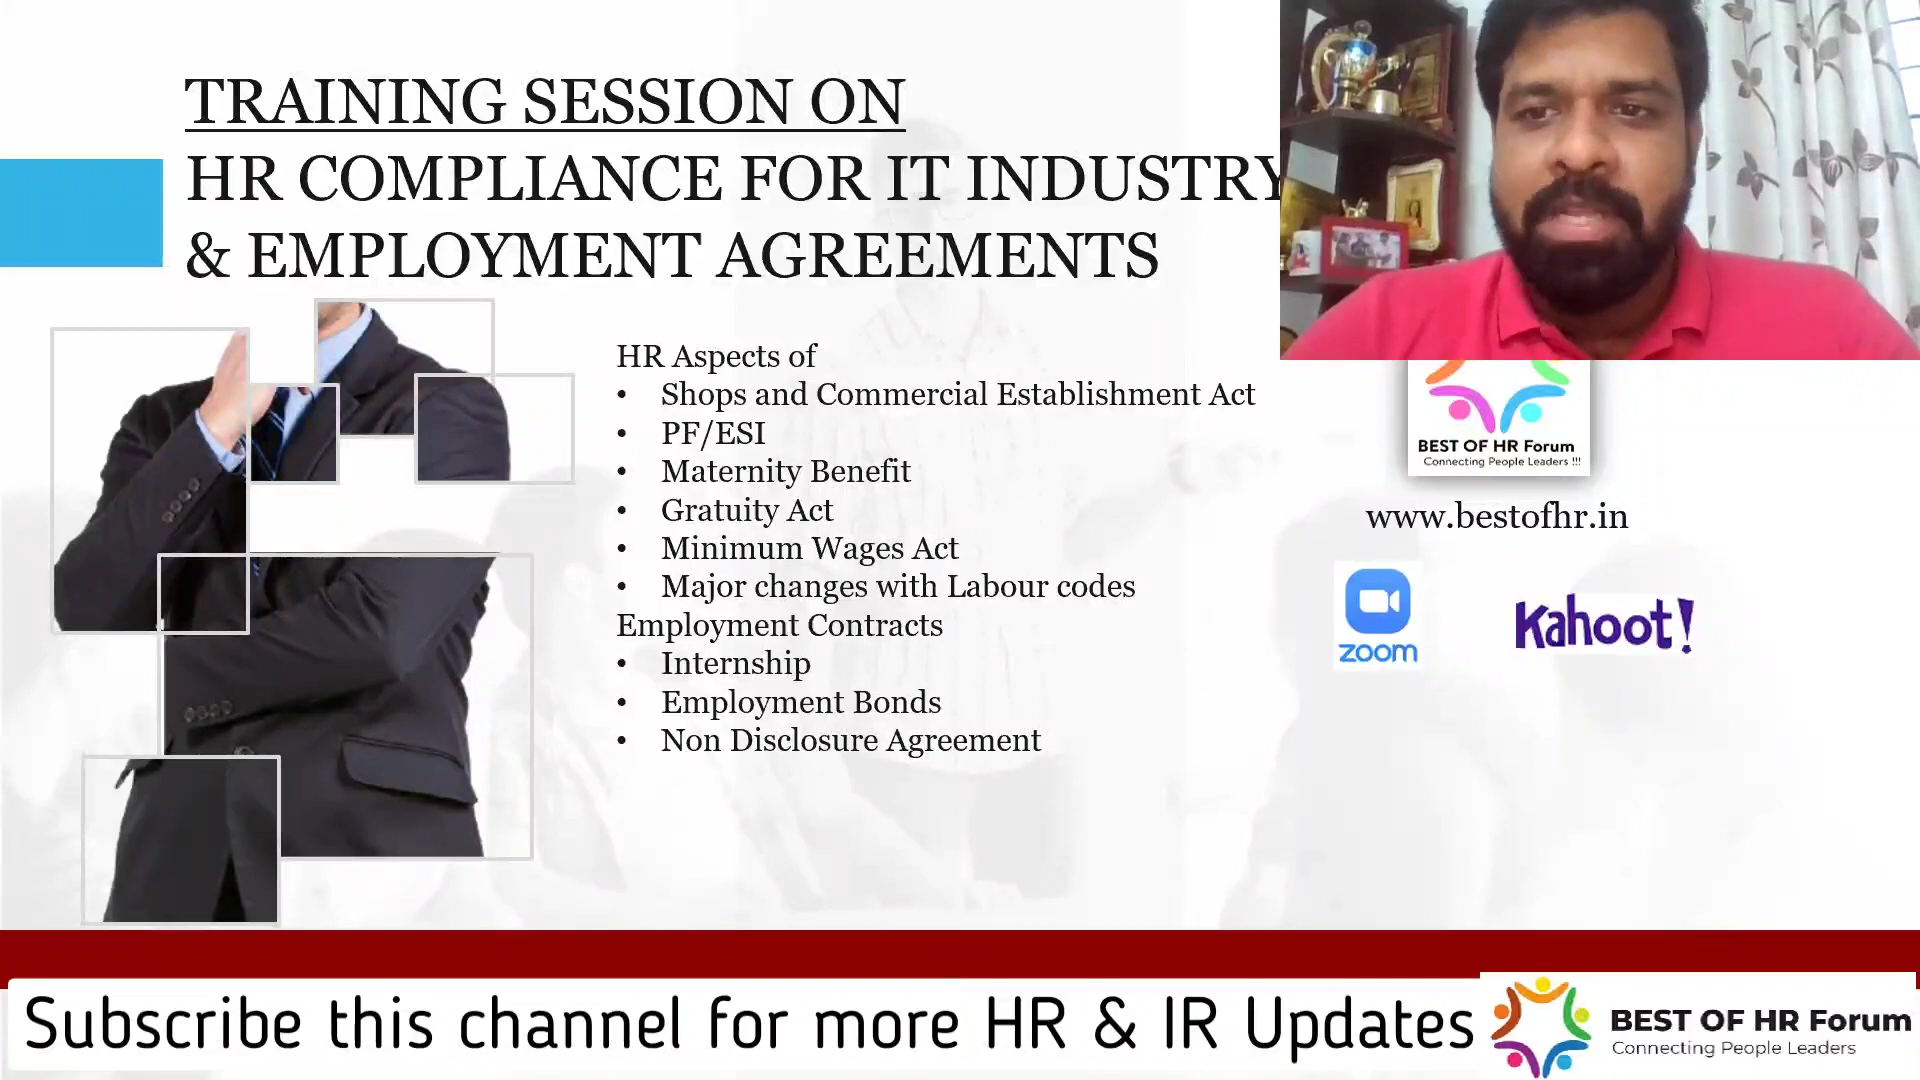 TRAINING SESSION ON
HR COMPLIANCE FOR IT INDUSTRY
& EMPLOYMENT AGREEMENTS
HR Aspects of
• Shops and Commercial Establishment Act
• PF/ESI
• Maternity Benefit
• Gratuity Act
• Minimum Wages Act
• Major changes with Labour codes
Employment Contracts
• Internship
• Employment Bonds
• Non Disclosure Agreement
BEST OF HR Forum
Connecting People Leaders !!!
www.bestofhr.in
zoom
Kahoot!
Subscribe this channel for more HR & IR Updates
BEST OF HR Forum
Connecting People Leaders